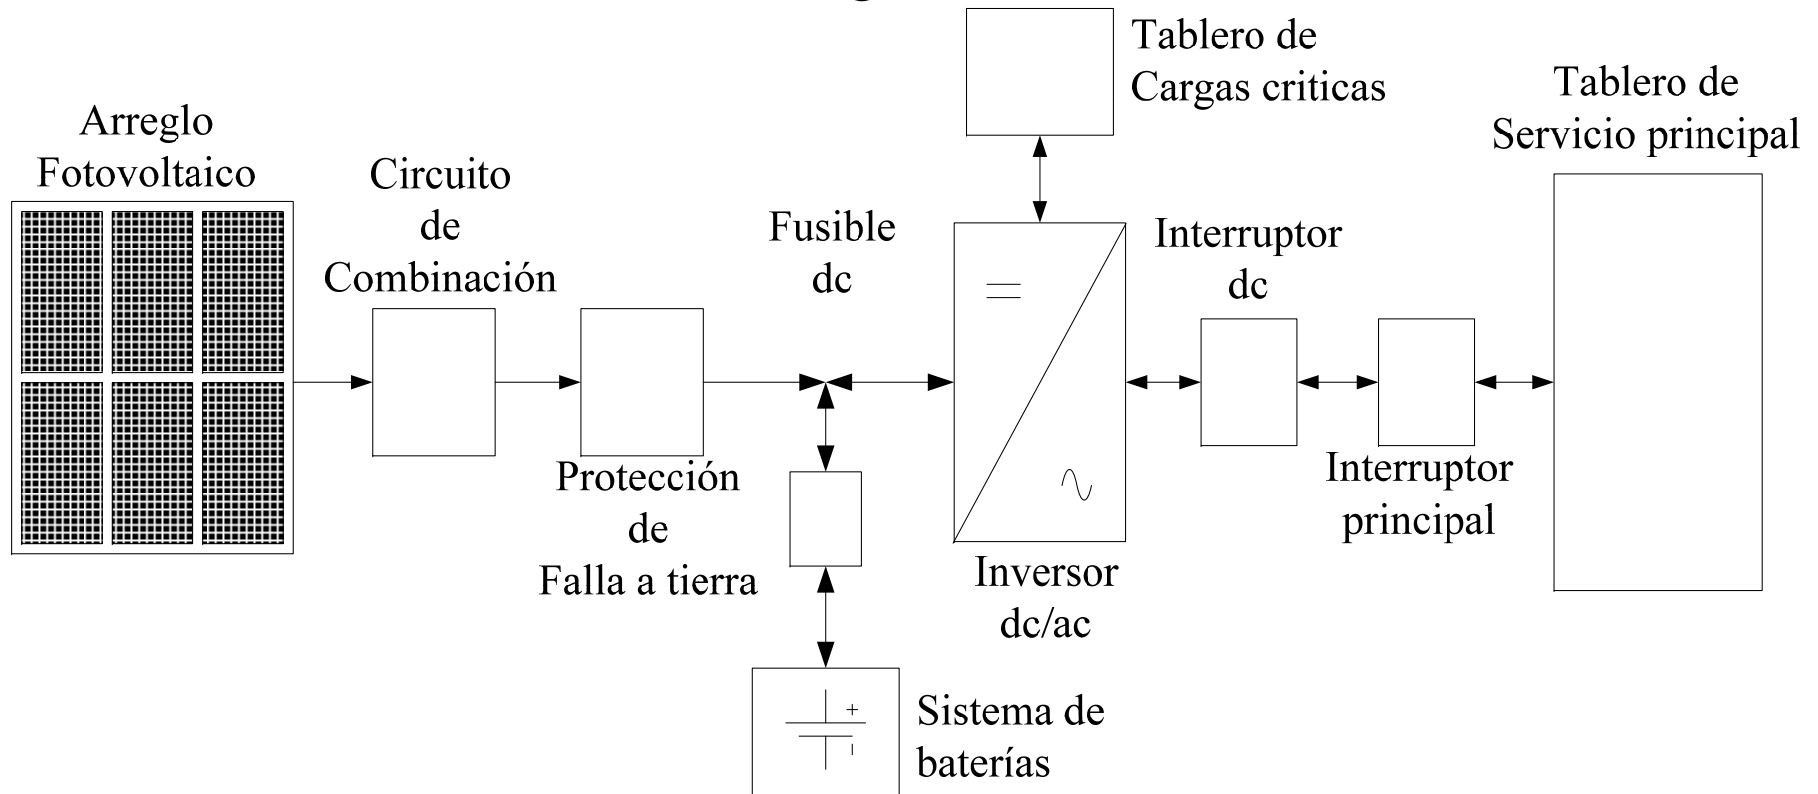 Tablero de
Cargas criticas
Tablero de
Servicio principal
Arreglo
Fotovoltaico
Circuito
de
Combinación
Fusible
dc
Interruptor
dc
Protección
de
Falla a tierra
Interruptor
principal
Inversor
dc/ac
+
Sistema de
baterías